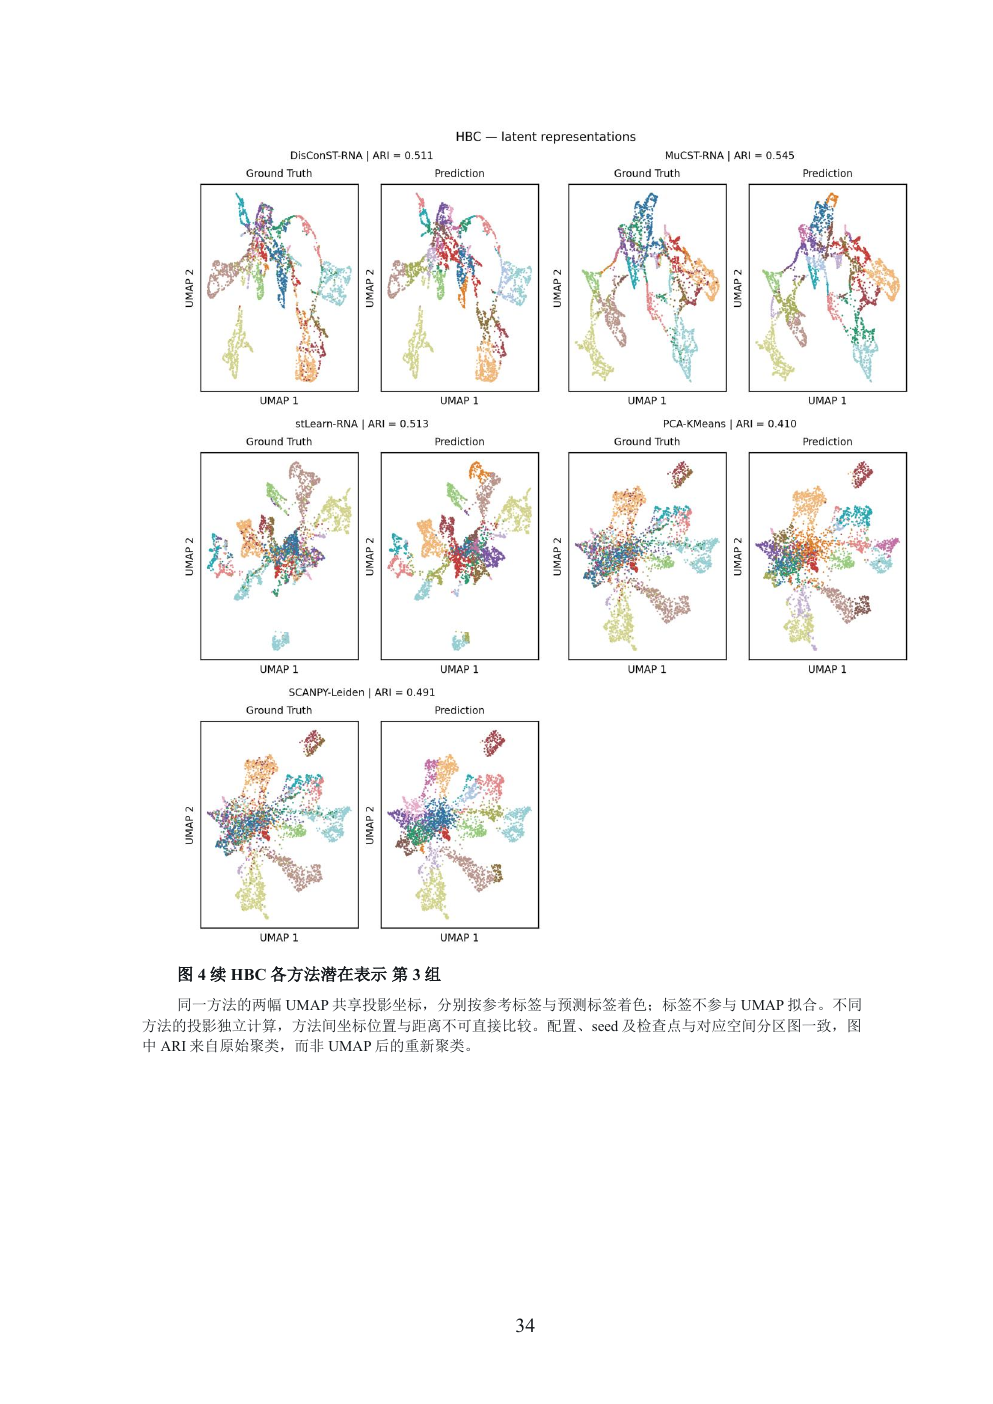 HBC — latent representations
DisConST-RNA | ARI = 0.511
MuCST-RNA | ARI = 0.545
Ground Truth
Prediction
Ground Truth
Prediction
UMAP 2
UMAP 2
UMAP 2
UMAP 2
UMAP 1
UMAP 1
UMAP 1
UMAP 1
stLearn-RNA | ARI = 0.513
PCA-KMeans | ARI = 0.410
Ground Truth
Prediction
Ground Truth
Prediction
UMAP 2
UMAP 2
UMAP 2
UMAP 2
UMAP 1
UMAP 1
UMAP 1
UMAP 1
SCANPY-Leiden | ARI = 0.491
Ground Truth
Prediction
UMAP 2
UMAP 2
UMAP 1
UMAP 1
图 4 续 HBC 各方法潜在表示 第 3 组
同一方法的两幅 UMAP 共享投影坐标，分别按参考标签与预测标签着色；标签不参与 UMAP 拟合。不同
方法的投影独立计算，方法间坐标位置与距离不可直接比较。配置、seed 及检查点与对应空间分区图一致，图
中 ARI 来自原始聚类，而非 UMAP 后的重新聚类。
34